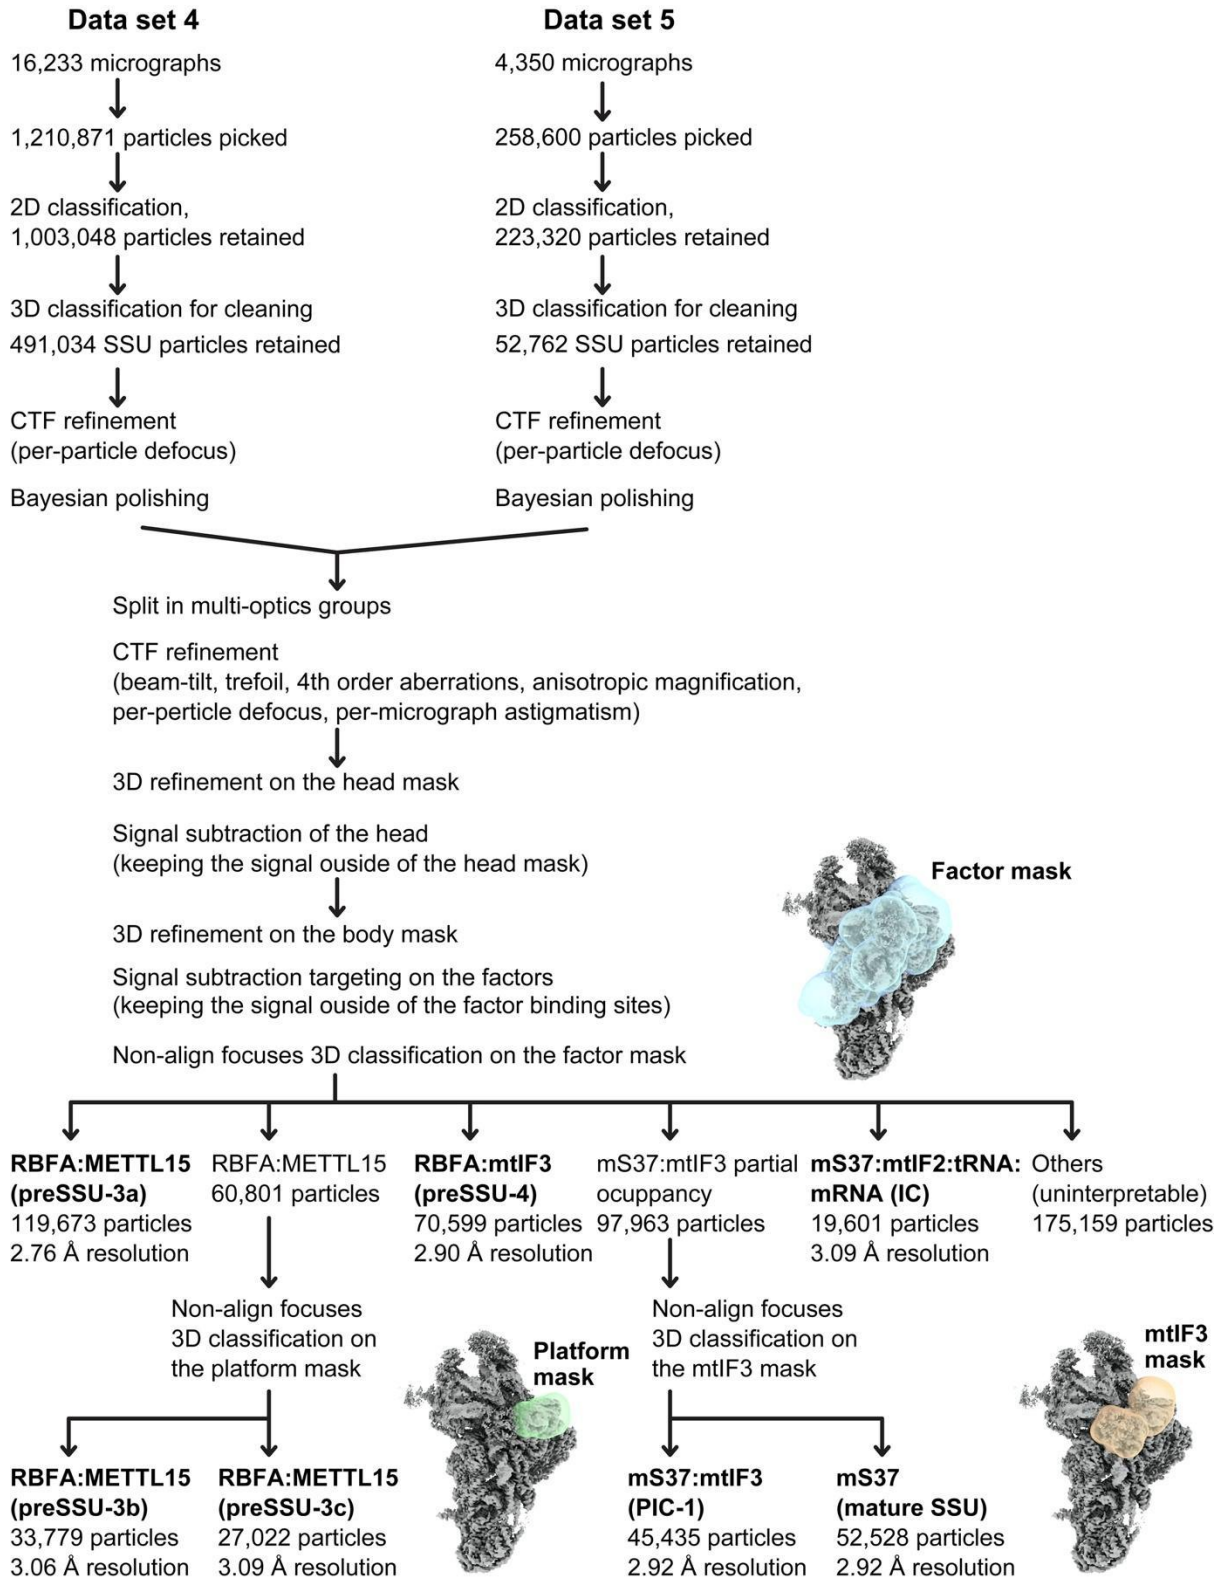 Data set 4
16,233 micrographs
1,210,871 particles picked
2D classification,
1,003,048 particles retained
3D classification for cleaning
491,034 SSU particles retained
CTF refinement
(per-particle defocus)
Bayesian polishing
Data set 5
4,350 micrographs
258,600 particles picked
2D classification,
223,320 particles retained
3D classification for cleaning
52,762 SSU particles retained
CTF refinement
(per-particle defocus)
Bayesian polishing
Split in multi-optics groups
CTF refinement
(beam-tilt, trefoil, 4th order aberrations, anisotropic magnification,
per-perticle defocus, per-micrograph astigmatism)
3D refinement on the head mask
Signal subtraction of the head
(keeping the signal ouside of the head mask)
3D refinement on the body mask
Signal subtraction targeting on the factors
(keeping the signal ouside of the factor binding sites)
Non-align focuses 3D classification on the factor mask
Factor mask
RBFA:METTL15
(preSSU-3a)
119,673 particles
2.76 Å resolution
RBFA:METTL15
60,801 particles
RBFA:mtIF3
(preSSU-4)
70,599 particles
2.90 Å resolution
mS37:mtIF3 partial
ocuppancy
97,963 particles
mS37:mtIF2:tRNA:
mRNA (IC)
19,601 particles
3.09 Å resolution
Others
(uninterpretable)
175,159 particles
Non-align focuses
3D classification on
the platform mask
Platform
mask
Non-align focuses
3D classification on
the mtIF3 mask
mtIF3
mask
RBFA:METTL15
(preSSU-3b)
33,779 particles
3.06 Å resolution
RBFA:METTL15
(preSSU-3c)
27,022 particles
3.09 Å resolution
mS37:mtIF3
(PIC-1)
45,435 particles
2.92 Å resolution
mS37
(mature SSU)
52,528 particles
2.92 Å resolution